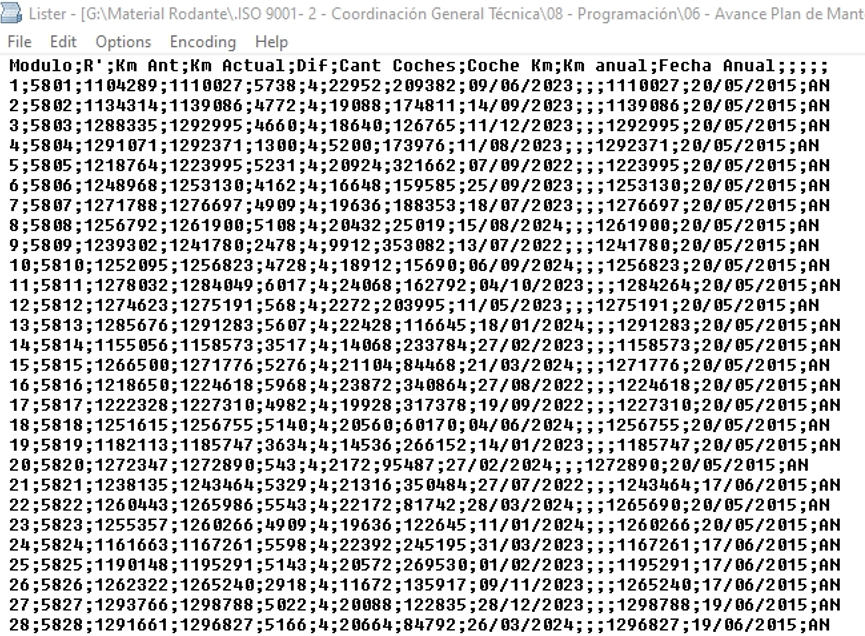 Lister - [G:\Material Rodante\.ISO 9001- 2 - Coordinación General Técnica\08 - Programación\06 - Avance Plan de Mant
File Edit Options Encoding Help
Modulo;R';Km Ant;Km Actual;Dif;Cant Coches;Coche Km;Km anual;Fecha Anual;;;;;
1;5801;1104289;1110027;5738;4;22952;209382;09/06/2023;;;1110027;20/05/2015;AN
2;5802;1134314;1139086;4772;4;19088;174811;14/09/2023;;;1139086;20/05/2015;AN
3;5803;1288335;1292995;4660;4;18640;126765;11/12/2023;;;1292995;20/05/2015;AN
4;5804;1291071;1292371;1300;4;5200;173976;11/08/2023;;;1292371;20/05/2015;AN
5;5805;1218764;1223995;5231;4;20924;321662;07/09/2022;;;1223995;20/05/2015;AN
6;5806;1248968;1253130;4162;4;16648;159585;25/09/2023;;;1253130;20/05/2015;AN
7;5807;1271788;1276697;4909;4;19636;188353;18/07/2023;;;1276697;20/05/2015;AN
8;5808;1256792;1261900;5108;4;20432;25019;15/08/2024;;;1261900;20/05/2015;AN
9;5809;1239302;1241780;2478;4;9912;353082;13/07/2022;;;1241780;20/05/2015;AN
10;5810;1252095;1256823;4728;4;18912;15690;06/09/2024;;;1256823;20/05/2015;AN
11;5811;1278032;1284049;6017;4;24068;162792;04/10/2023;;;1284264;20/05/2015;AN
12;5812;1274623;1275191;568;4;2272;203995;11/05/2023;;;1275191;20/05/2015;AN
13;5813;1285676;1291283;5607;4;22428;116645;18/01/2024;;;1291283;20/05/2015;AN
14;5814;1155056;1158573;3517;4;14068;233784;27/02/2023;;;1158573;20/05/2015;AN
15;5815;1266500;1271776;5276;4;21104;84468;21/03/2024;;;1271776;20/05/2015;AN
16;5816;1218650;1224618;5968;4;23872;340864;27/08/2022;;;1224618;20/05/2015;AN
17;5817;1222328;1227310;4982;4;19928;317378;19/09/2022;;;1227310;20/05/2015;AN
18;5818;1251615;1256755;5140;4;20560;60170;04/06/2024;;;1256755;20/05/2015;AN
19;5819;1182113;1185747;3634;4;14536;266152;14/01/2023;;;1185747;20/05/2015;AN
20;5820;1272347;1272890;543;4;2172;95487;27/02/2024;;;1272890;20/05/2015;AN
21;5821;1238135;1243464;5329;4;21316;350484;27/07/2022;;;1243464;17/06/2015;AN
22;5822;1260443;1265986;5543;4;22172;81742;28/03/2024;;;1265690;20/05/2015;AN
23;5823;1255357;1260266;4909;4;19636;122645;11/01/2024;;;1260266;20/05/2015;AN
24;5824;1161663;1167261;5598;4;22392;245195;31/03/2023;;;1167261;17/06/2015;AN
25;5825;1190148;1195291;5143;4;20572;269530;01/02/2023;;;1195291;17/06/2015;AN
26;5826;1262322;1265240;2918;4;11672;135917;09/11/2023;;;1265240;17/06/2015;AN
27;5827;1293766;1298788;5022;4;20088;122835;28/12/2023;;;1298788;19/06/2015;AN
28;5828;1291661;1296827;5166;4;20664;84792;26/03/2024;;;1296827;19/06/2015;AN